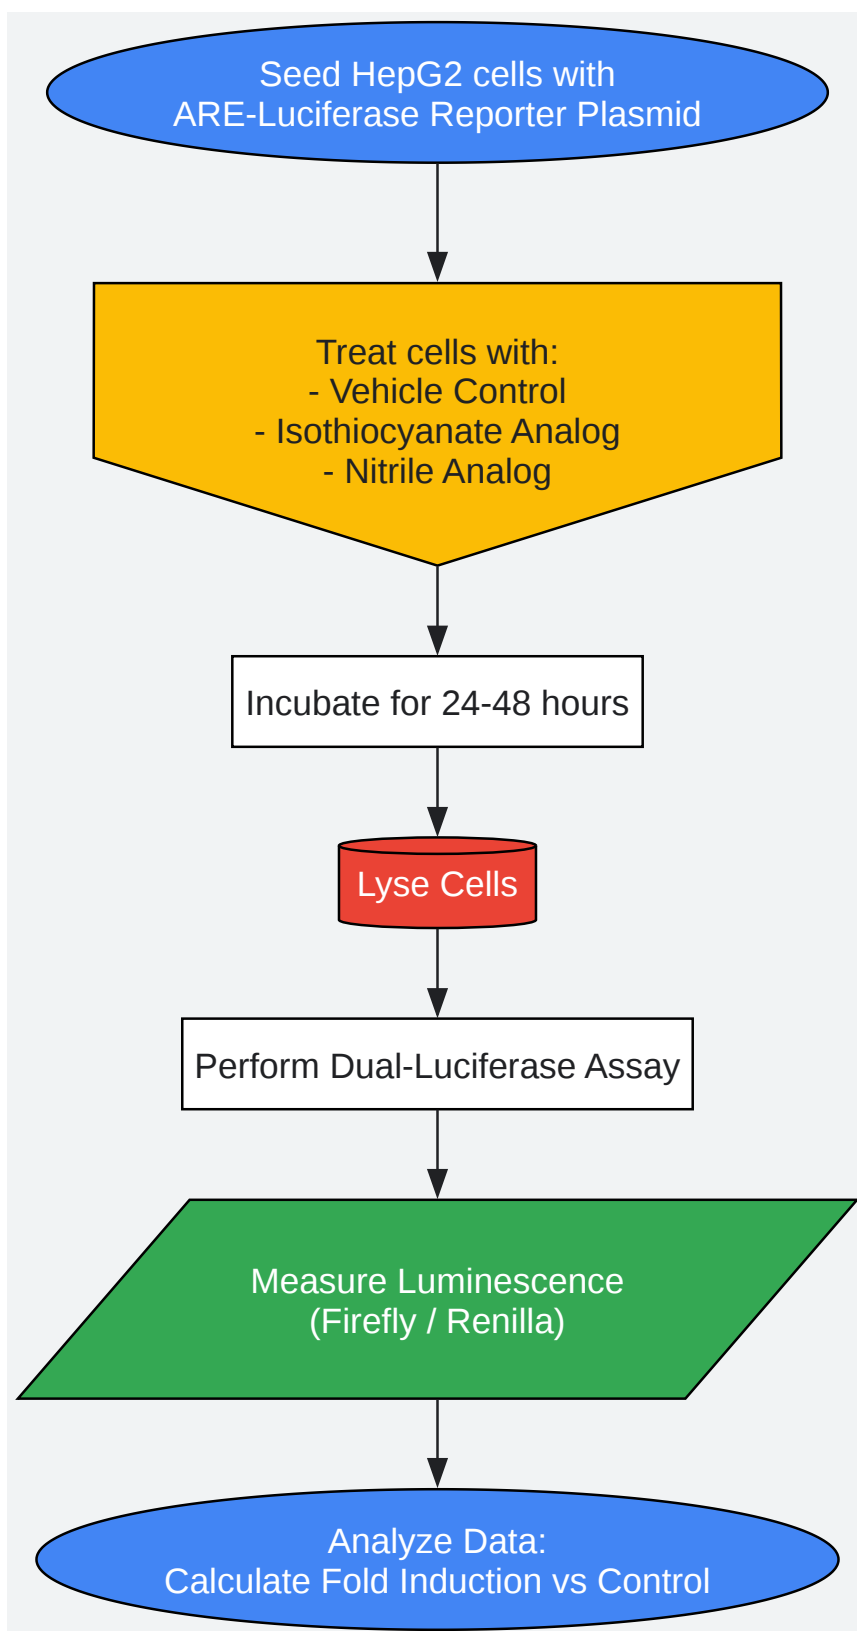 Seed HepG2 cells with
ARE-Luciferase Reporter Plasmid
Treat cells with:
- Vehicle Control
- Isothiocyanate Analog
- Nitrile Analog
Incubate for 24-48 hours
Lyse Cells
Perform Dual-Luciferase Assay
Measure Luminescence
(Firefly / Renilla)
Analyze Data:
Calculate Fold Induction vs Control